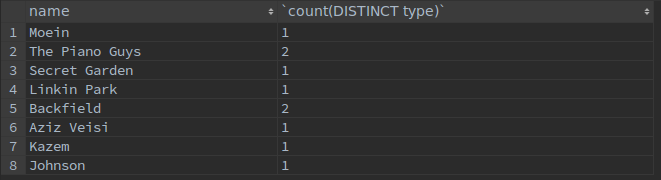 name `count(DISTINCT type)`
1 Moein 1
2 The Piano Guys 2
3 Secret Garden 1
4 Linkin Park 1
5 Backfield 2
6 Aziz Veisi 1
7 Kazem 1
8 Johnson 1